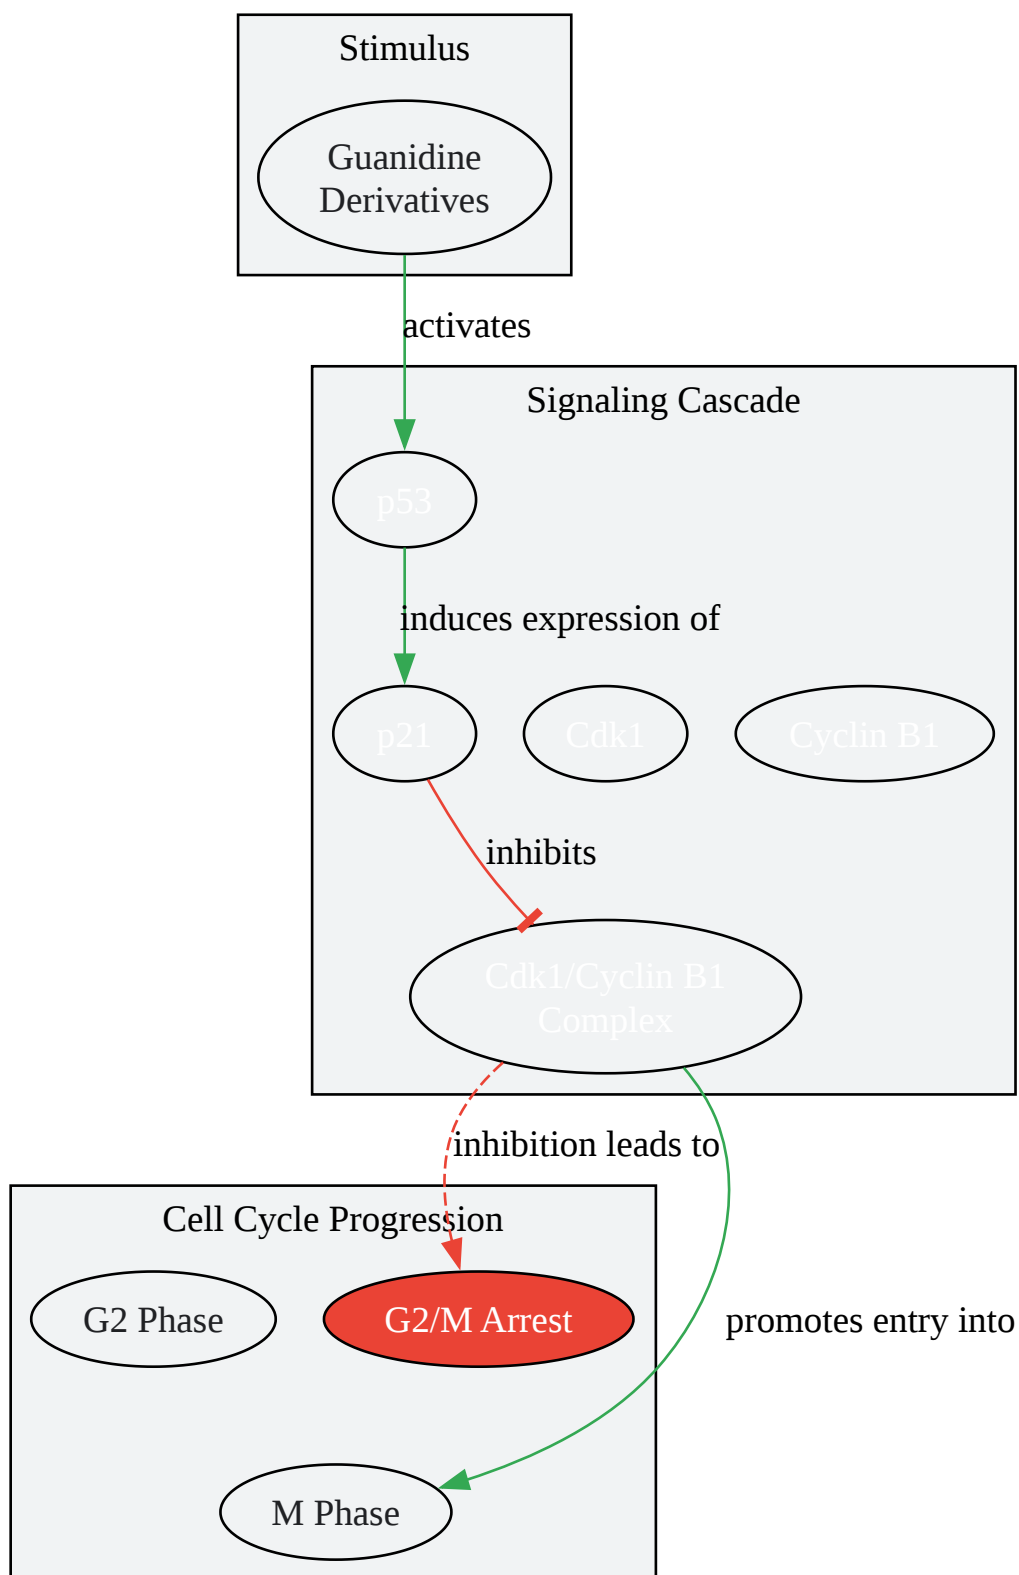 Stimulus
Guanidine
Derivatives
activates
Signaling Cascade
p53
induces expression of
p21
Cdk1
Cyclin B1
inhibits
Cdk1/Cyclin B1
Complex
inhibition leads to
Cell Cycle Progression
G2 Phase
G2/M Arrest
promotes entry into
M Phase